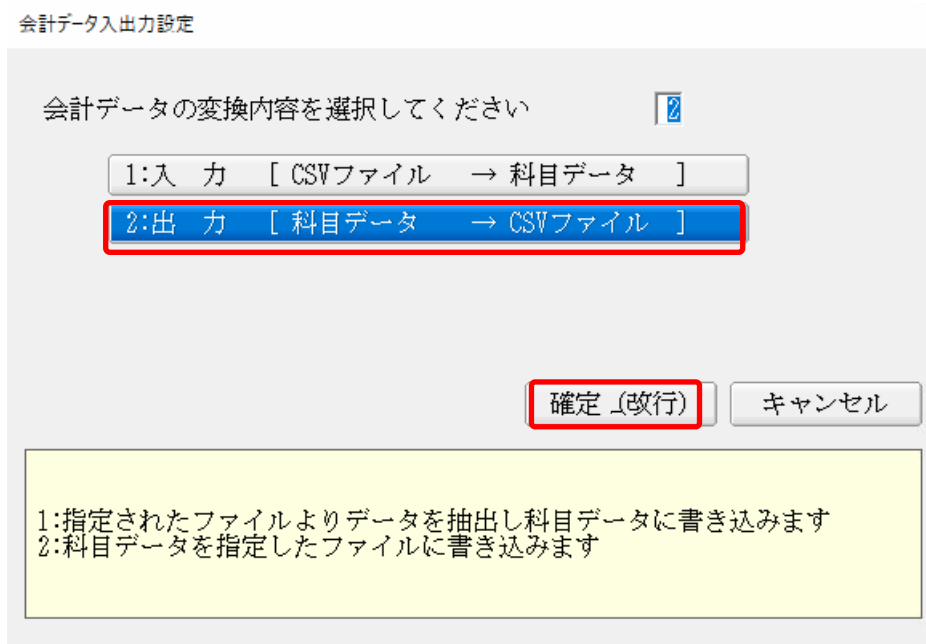 会計データ入出力設定
会計データの変換内容を選択してください 2
1:入 力 [ CSVファイル → 科目データ ]
2:出 力 [ 科目データ → CSVファイル ]
確定_(改行) キャンセル
1:指定されたファイルよりデータを抽出し科目データに書き込みます
2:科目データを指定したファイルに書き込みます